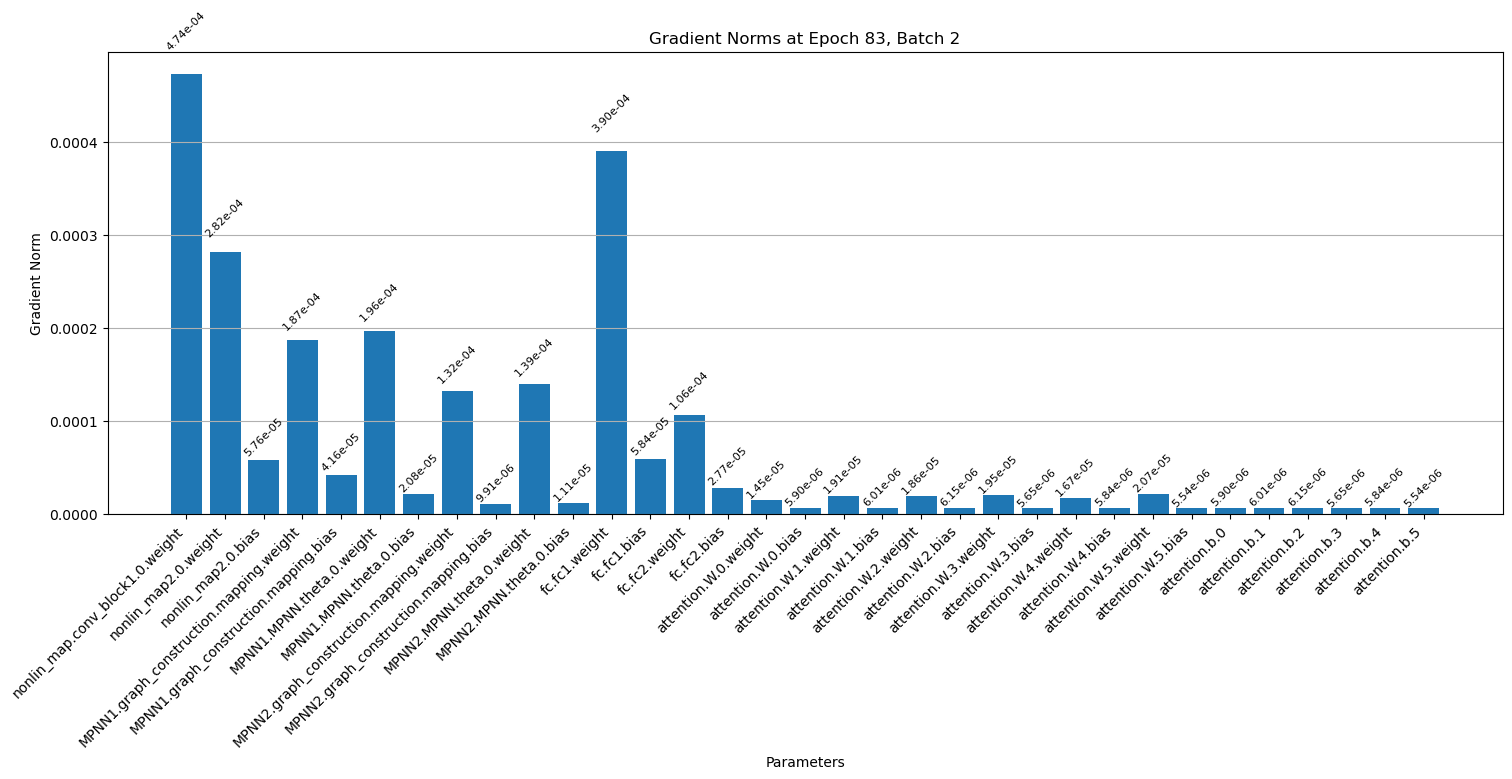 Gradient Norms at Epoch 83, Batch 2
Gradient Norm
0.0004
0.0003
0.0002
0.0001
0.0000
4.74e-04
2.82e-04
5.76e-05
1.87e-04
4.16e-05
1.96e-04
2.08e-05
1.32e-04
9.91e-06
1.39e-04
1.11e-05
3.90e-04
5.84e-05
1.06e-04
2.77e-05
1.45e-05
5.90e-06
1.91e-05
6.01e-06
1.86e-05
6.15e-06
1.95e-05
5.65e-06
1.67e-05
5.84e-06
2.07e-05
5.54e-06
5.90e-06
6.01e-06
6.15e-06
5.65e-06
5.84e-06
5.54e-06
nonlin_map.conv_block1.0.weight
nonlin_map2.0.weight
nonlin_map2.0.bias
MPNN1.graph_construction.mapping.weight
MPNN1.graph_construction.mapping.bias
MPNN1.MPNN.theta.0.weight
MPNN1.MPNN.theta.0.bias
MPNN2.graph_construction.mapping.weight
MPNN2.graph_construction.mapping.bias
MPNN2.MPNN.theta.0.weight
MPNN2.MPNN.theta.0.bias
fc.fc1.weight
fc.fc1.bias
fc.fc2.weight
fc.fc2.bias
attention.W.0.weight
attention.W.0.bias
attention.W.1.weight
attention.W.1.bias
attention.W.2.weight
attention.W.2.bias
attention.W.3.weight
attention.W.3.bias
attention.W.4.weight
attention.W.4.bias
attention.W.5.weight
attention.W.5.bias
attention.b.0
attention.b.1
attention.b.2
attention.b.3
attention.b.4
attention.b.5
Parameters